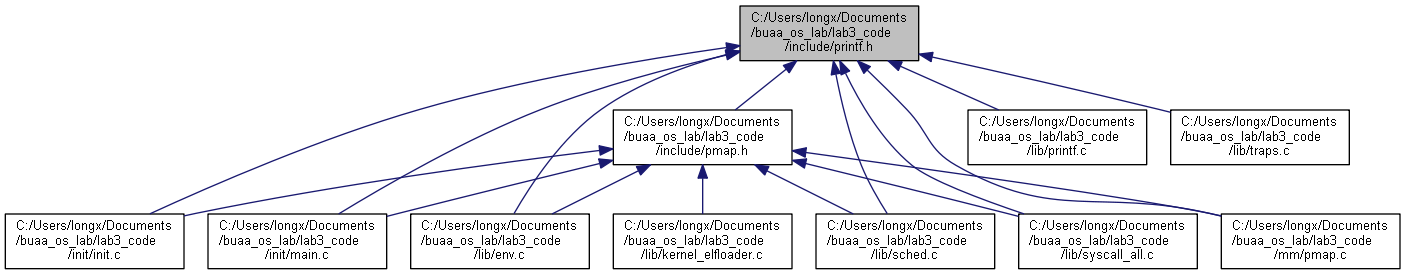 C:/Users/longx/Documents
/buaa_os_lab/lab3_code
/include/printf.h
C:/Users/longx/Documents
/buaa_os_lab/lab3_code
/include/pmap.h
C:/Users/longx/Documents
/buaa_os_lab/lab3_code
/lib/printf.c
C:/Users/longx/Documents
/buaa_os_lab/lab3_code
/lib/traps.c
C:/Users/longx/Documents
/buaa_os_lab/lab3_code
/init/init.c
C:/Users/longx/Documents
/buaa_os_lab/lab3_code
/init/main.c
C:/Users/longx/Documents
/buaa_os_lab/lab3_code
/lib/env.c
C:/Users/longx/Documents
/buaa_os_lab/lab3_code
/lib/kernel_elfloader.c
C:/Users/longx/Documents
/buaa_os_lab/lab3_code
/lib/sched.c
C:/Users/longx/Documents
/buaa_os_lab/lab3_code
/lib/syscall_all.c
C:/Users/longx/Documents
/buaa_os_lab/lab3_code
/mm/pmap.c